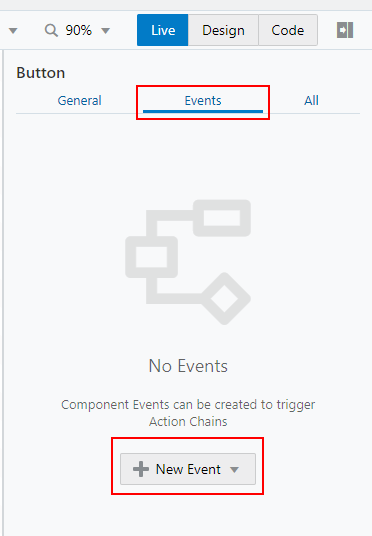 90% Live Design Code
Button
General Events All
No Events
Component Events can be created to trigger
Action Chains
New Event